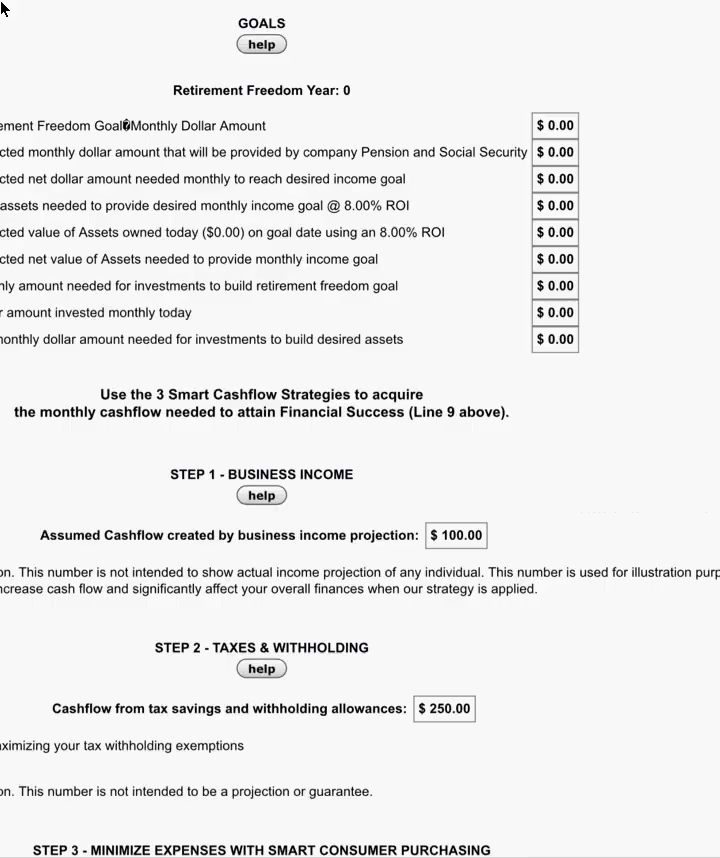 GOALS
help
Retirement Freedom Year: 0
ement Freedom Goal�Monthly Dollar Amount $ 0.00
cted monthly dollar amount that will be provided by company Pension and Social Security $ 0.00
cted net dollar amount needed monthly to reach desired income goal $ 0.00
assets needed to provide desired monthly income goal @ 8.00% ROI $ 0.00
cted value of Assets owned today ($0.00) on goal date using an 8.00% ROI $ 0.00
cted net value of Assets needed to provide monthly income goal $ 0.00
hly amount needed for investments to build retirement freedom goal $ 0.00
r amount invested monthly today $ 0.00
monthly dollar amount needed for investments to build desired assets $ 0.00
Use the 3 Smart Cashflow Strategies to acquire
the monthly cashflow needed to attain Financial Success (Line 9 above).
STEP 1 - BUSINESS INCOME
help
Assumed Cashflow created by business income projection: $ 100.00
on. This number is not intended to show actual income projection of any individual. This number is used for illustration purp
ncrease cash flow and significantly affect your overall finances when our strategy is applied.
STEP 2 - TAXES & WITHHOLDING
help
Cashflow from tax savings and withholding allowances: $ 250.00
aximizing your tax withholding exemptions
on. This number is not intended to be a projection or guarantee.
STEP 3 - MINIMIZE EXPENSES WITH SMART CONSUMER PURCHASING